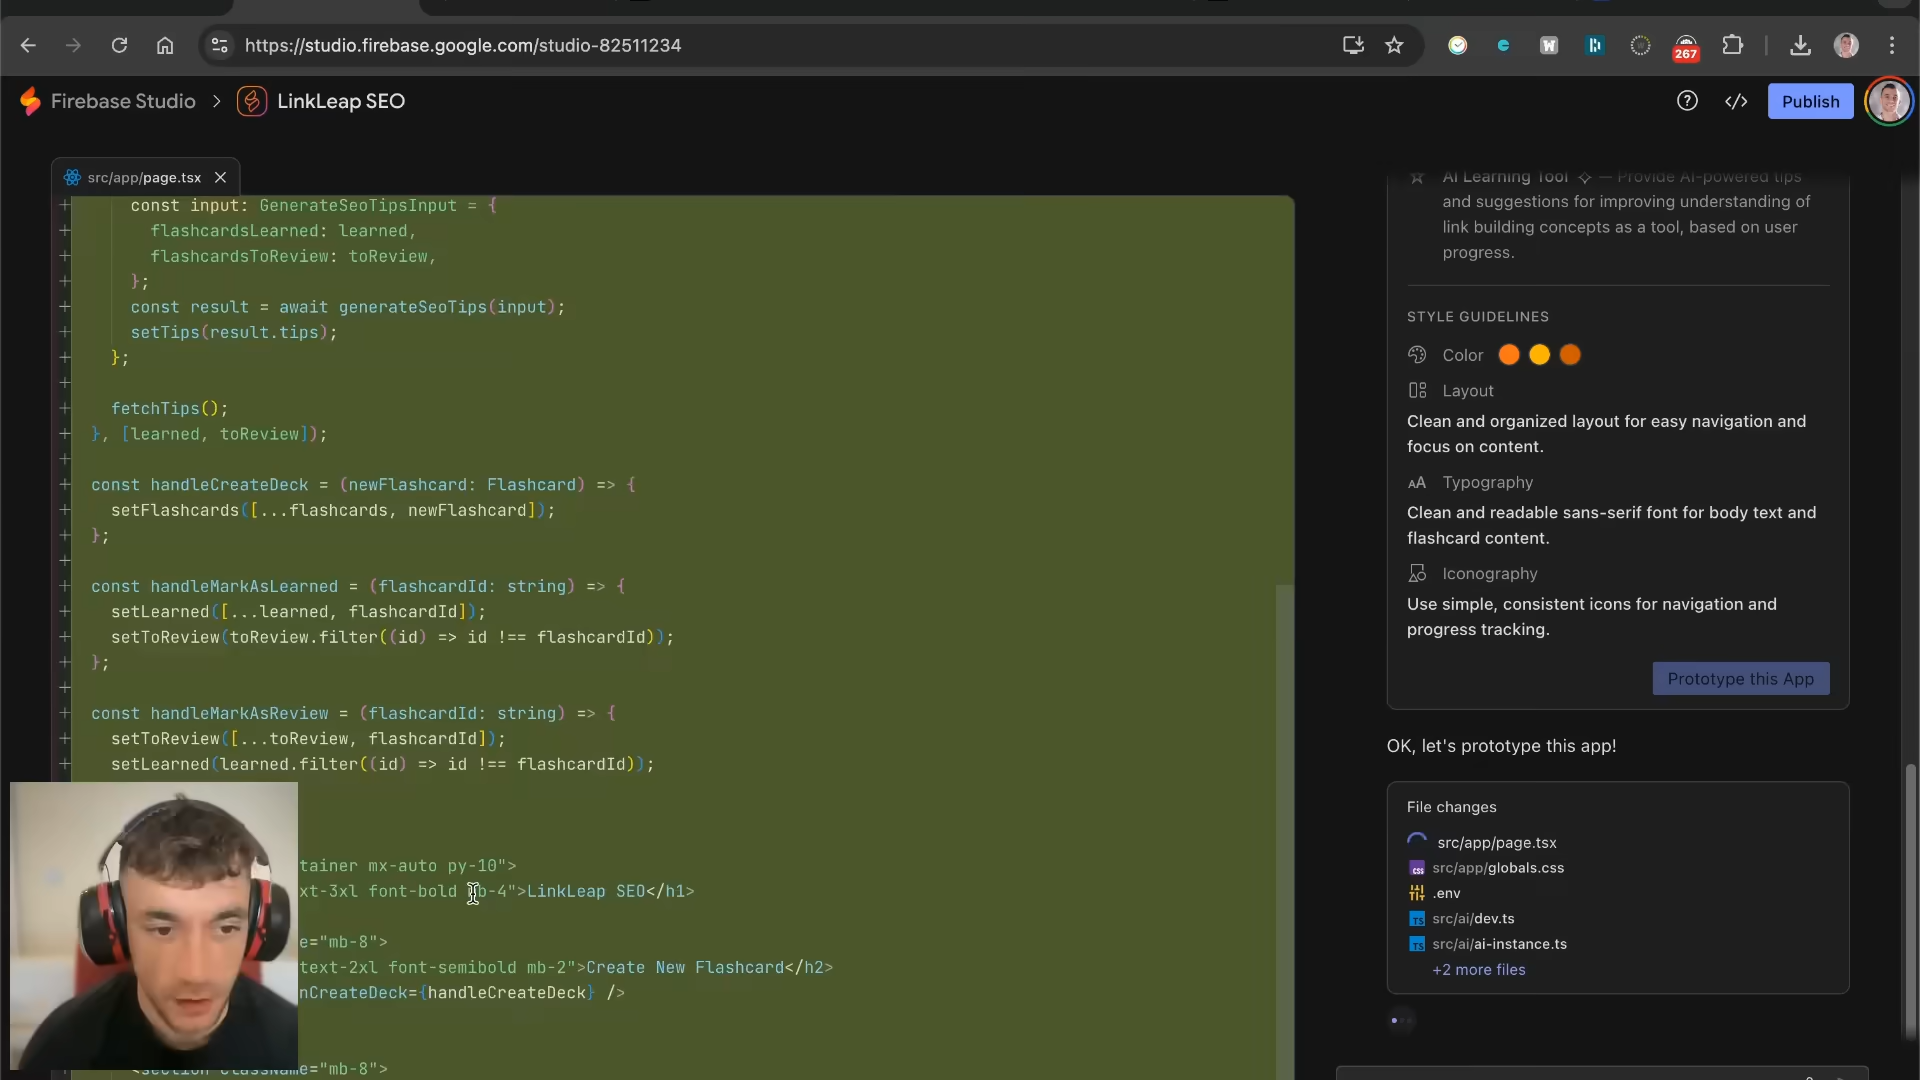 https://studio.firebase.google.com/studio-82511234
267
Firebase Studio > LinkLeap SEO
Publish
src/app/page.tsx
+ const input: GenerateSeoTipsInput = {
+ flashcardsLearned: learned,
+ flashcardsToReview: toReview,
+ };
+ const result = await generateSeoTips(input);
+ setTips(result.tips);
+ };
+
+ fetchTips();
+ }, [learned, toReview]);
+
+ const handleCreateDeck = (newFlashcard: Flashcard) => {
+ setFlashcards([...flashcards, newFlashcard]);
+ };
+
+ const handleMarkAsLearned = (flashcardId: string) => {
+ setLearned([...learned, flashcardId]);
+ setToReview(toReview.filter((id) => id !== flashcardId));
+ };
+
+ const handleMarkAsReview = (flashcardId: string) => {
+ setToReview([...toReview, flashcardId]);
+ setLearned(learned.filter((id) => id !== flashcardId));
tainer mx-auto py-10">
xt-3xl font-bold mb-4">LinkLeap SEO</h1>
e="mb-8">
text-2xl font-semibold mb-2">Create New Flashcard</h2>
nCreateDeck={handleCreateDeck} />
<section className="mb-8">
AI Learning Tool — Provide AI-powered tips
and suggestions for improving understanding of
link building concepts as a tool, based on user
progress.
STYLE GUIDELINES
Color
Layout
Clean and organized layout for easy navigation and
focus on content.
AA Typography
Clean and readable sans-serif font for body text and
flashcard content.
Iconography
Use simple, consistent icons for navigation and
progress tracking.
Prototype this App
OK, let's prototype this app!
File changes
src/app/page.tsx
css src/app/globals.css
.env
TS src/ai/dev.ts
TS src/ai/ai-instance.ts
+2 more files